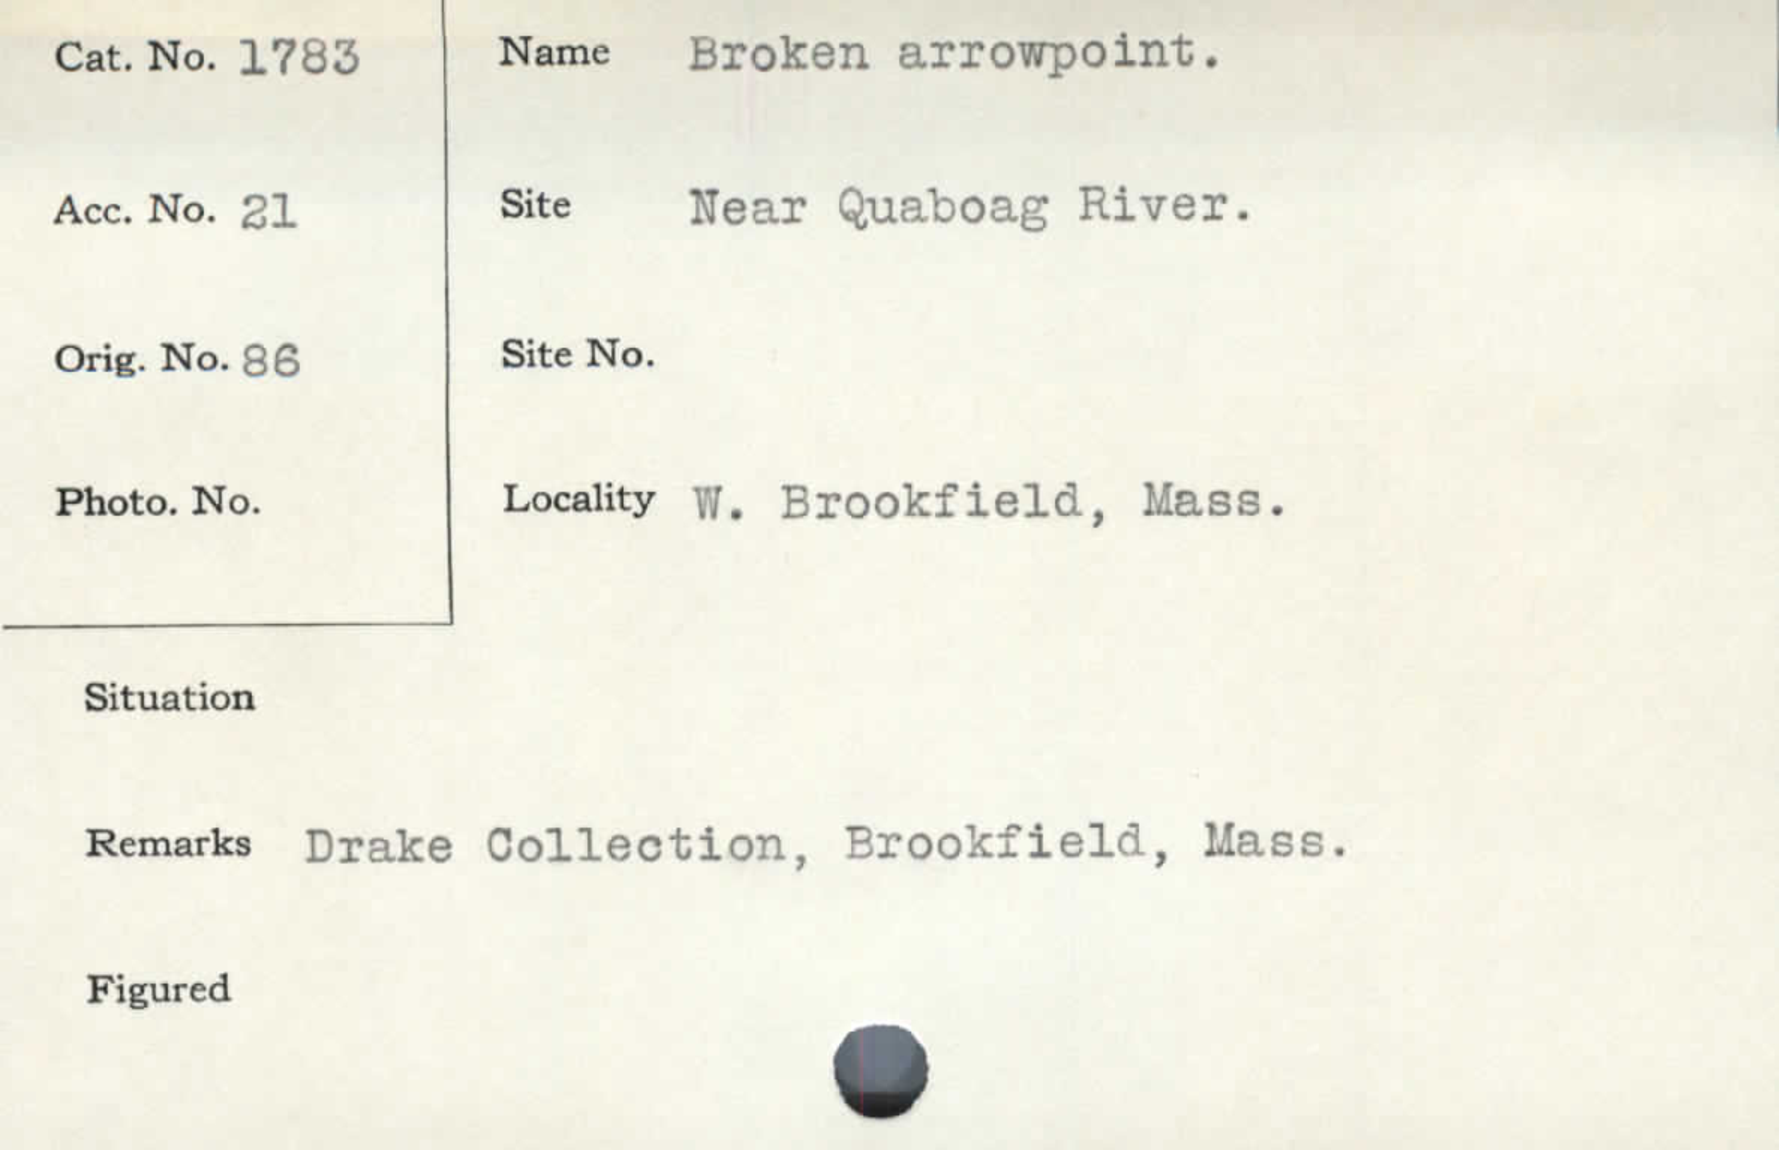 Cat. No. 1783
Acc. No. 21
Orig. No. 86
Photo. No.
Name Broken arrowpoint.
Site Near Quaboag River.
Site No.
Locality W. Brookfield, Mass.
Situation
Remarks Drake Collection, Brookfield, Mass.
Figured